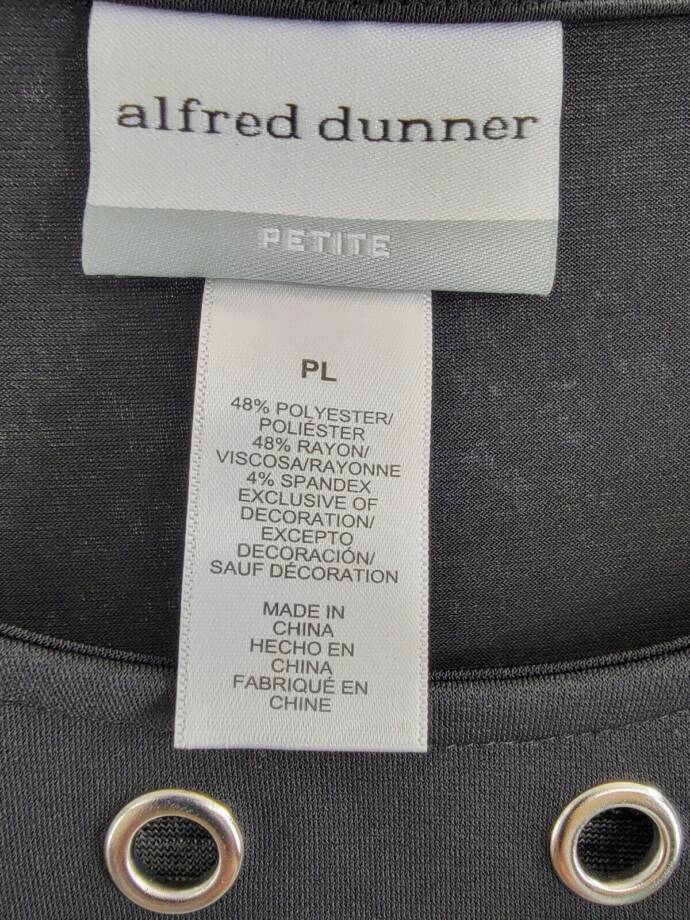 alfred dunner
PETITE
PL
48% POLYESTER/
POLIÉSTER
48% RAYON/
VISCOSA/RAYONNE
4% SPANDEX
EXCLUSIVE OF
DECORATION/
EXCEPTO
DECORACIÓN/
SAUF DÉCORATION
MADE IN
CHINA
HECHO EN
CHINA
FABRIQUÉ EN
CHINE